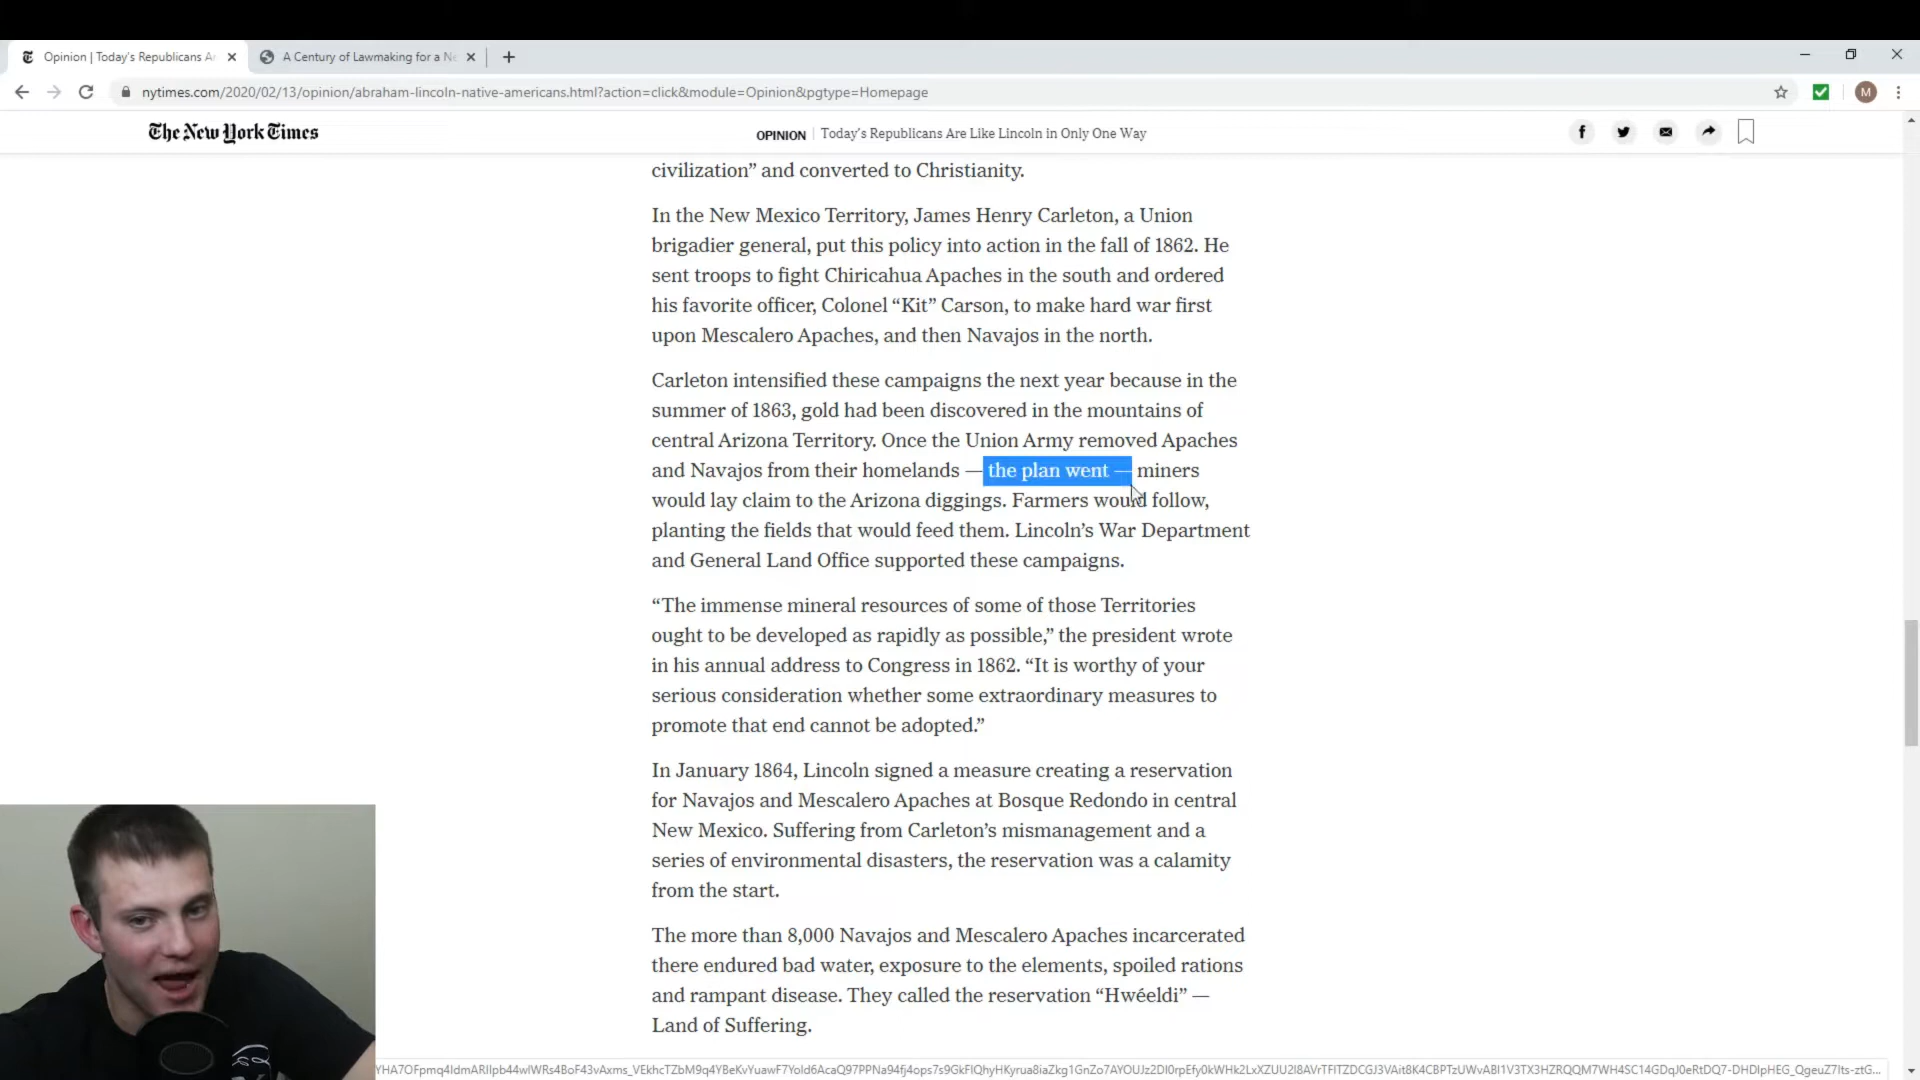 Opinion | Today's Republicans Ar
A Century of Lawmaking for a Ne
nytimes.com/2020/02/13/opinion/abraham-lincoln-native-americans.html?action=click&module=Opinion&pgtype=Homepage
M
The New York Times
OPINION | Today's Republicans Are Like Lincoln in Only One Way
civilization” and converted to Christianity.
In the New Mexico Territory, James Henry Carleton, a Union
brigadier general, put this policy into action in the fall of 1862. He
sent troops to fight Chiricahua Apaches in the south and ordered
his favorite officer, Colonel “Kit” Carson, to make hard war first
upon Mescalero Apaches, and then Navajos in the north.
Carleton intensified these campaigns the next year because in the
summer of 1863, gold had been discovered in the mountains of
central Arizona Territory. Once the Union Army removed Apaches
and Navajos from their homelands — the plan went — miners
would lay claim to the Arizona diggings. Farmers would follow,
planting the fields that would feed them. Lincoln’s War Department
and General Land Office supported these campaigns.
“The immense mineral resources of some of those Territories
ought to be developed as rapidly as possible,” the president wrote
in his annual address to Congress in 1862. “It is worthy of your
serious consideration whether some extraordinary measures to
promote that end cannot be adopted.”
In January 1864, Lincoln signed a measure creating a reservation
for Navajos and Mescalero Apaches at Bosque Redondo in central
New Mexico. Suffering from Carleton’s mismanagement and a
series of environmental disasters, the reservation was a calamity
from the start.
The more than 8,000 Navajos and Mescalero Apaches incarcerated
there endured bad water, exposure to the elements, spoiled rations
and rampant disease. They called the reservation “Hwéeldi” —
Land of Suffering.